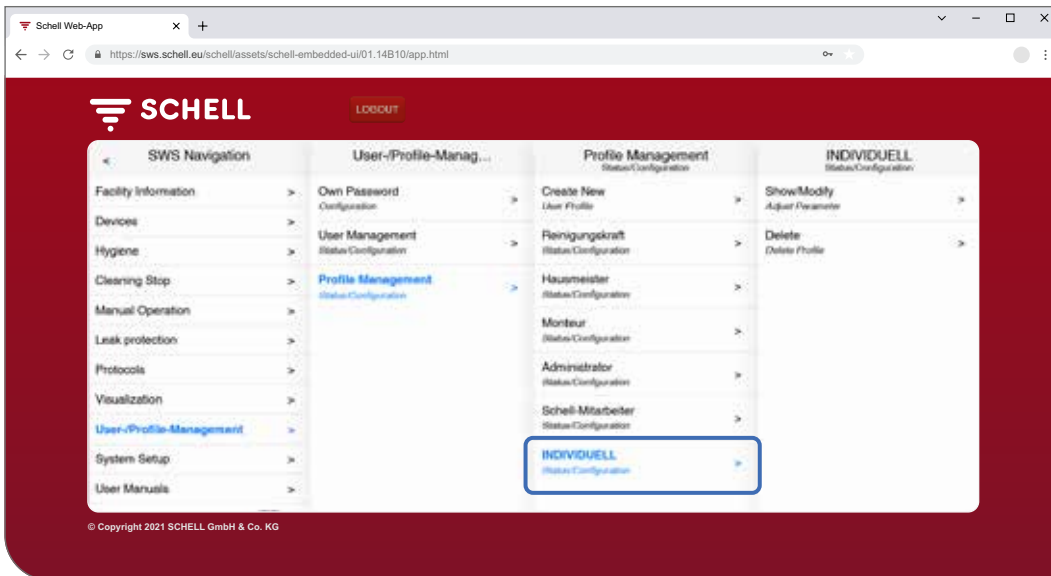 Schell Web-App
https://sws.schell.eu/schell/assets/schell-embedded-ui/01.14B10/app.html
SCHELL
LOGOUT
SWS Navigation
Facility Information
Devices
Hygiene
Cleaning Stop
Manual Operation
Leak protection
Protocols
Visualization
User-/Profile-Management
System Setup
User Manuals
User-/Profile-Manag...
Own Password
Configuration
User Management
Status/Configuration
Profile Management
Status/Configuration
Profile Management
Status/Configuration
Create New
User Profile
Reinigungskraft
Status/Configuration
Hausmeister
Status/Configuration
Monteur
Status/Configuration
Administrator
Status/Configuration
Schell-Mitarbeiter
Status/Configuration
INDIVIDUELL
Status/Configuration
INDIVIDUELL
Status/Configuration
Show/Modify
Adjust Parameter
Delete
Delete Profile
© Copyright 2021 SCHELL GmbH & Co. KG